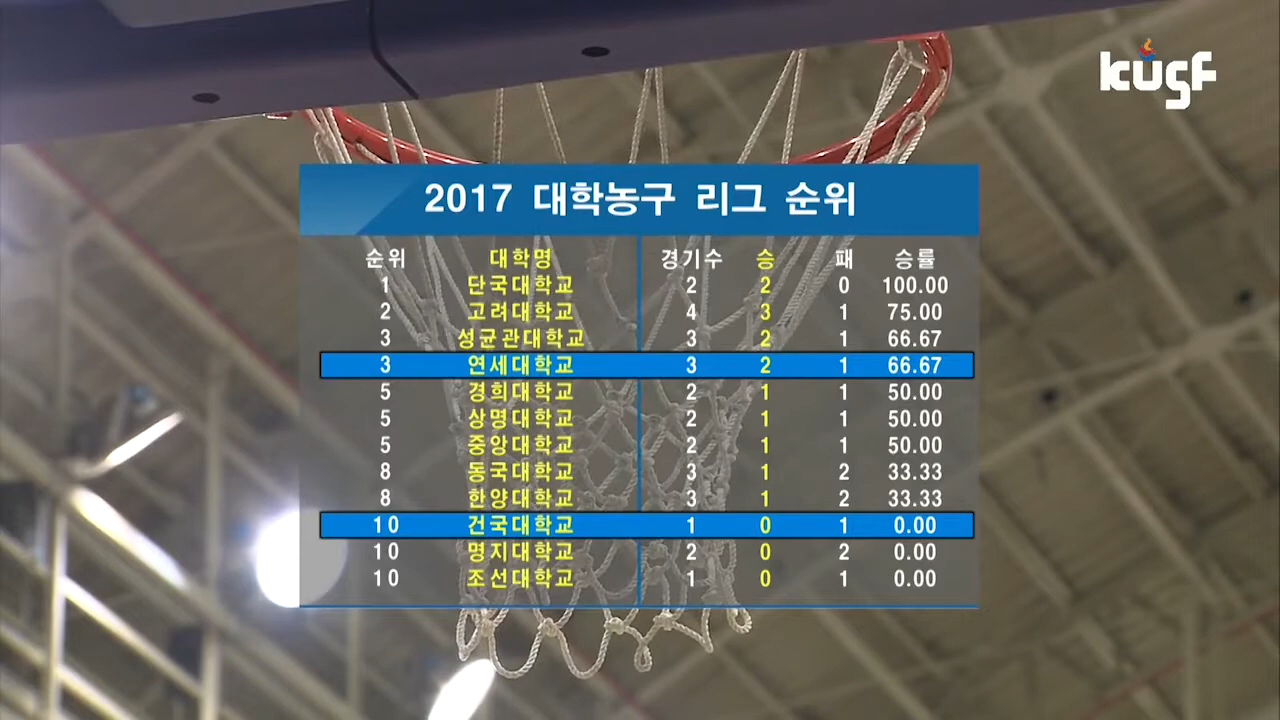 kusf
2017 대학농구 리그 순위
순위 대학명 경기수 승 패 승률
1 단국대학교 2 2 0 100.00
2 고려대학교 4 3 1 75.00
3 성균관대학교 3 2 1 66.67
3 연세대학교 3 2 1 66.67
5 경희대학교 2 1 1 50.00
5 상명대학교 2 1 1 50.00
5 중앙대학교 2 1 1 50.00
8 동국대학교 3 1 2 33.33
8 한양대학교 3 1 2 33.33
10 건국대학교 1 0 1 0.00
10 명지대학교 2 0 2 0.00
10 조선대학교 1 0 1 0.00